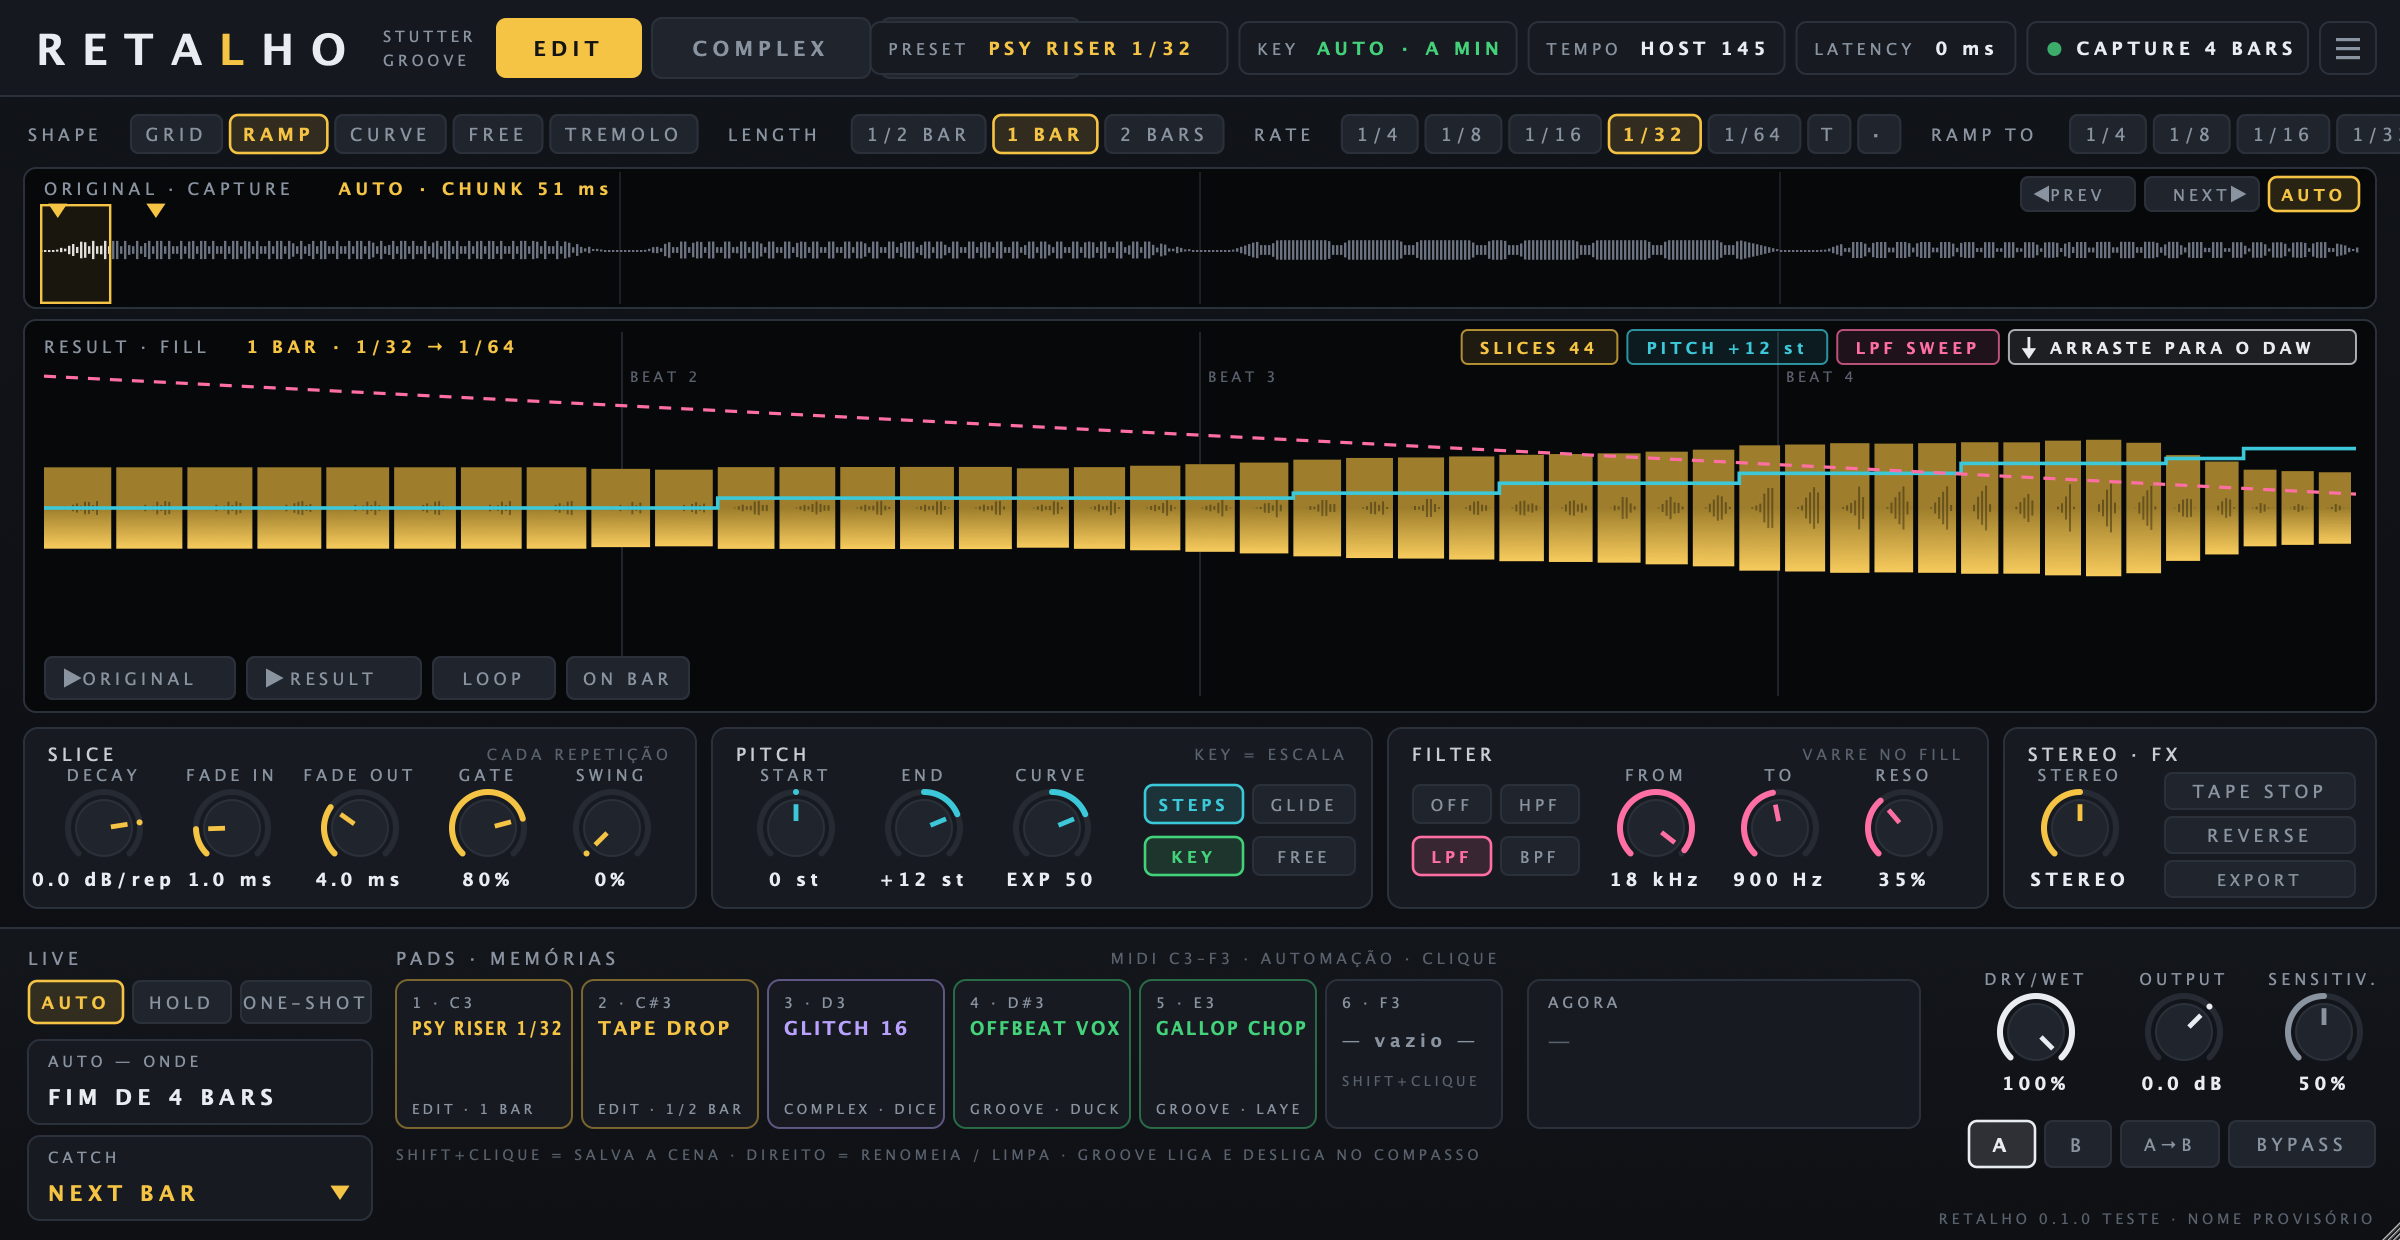 RETALHO
STUTTER
GROOVE
EDIT
COMPLEX
PRESET PSY RISER 1/32
KEY AUTO · A MIN
TEMPO HOST 145
LATENCY 0 ms
CAPTURE 4 BARS
SHAPE GRID RAMP CURVE FREE TREMOLO LENGTH 1/2 BAR 1 BAR 2 BARS RATE 1/4 1/8 1/16 1/32 1/64 T · RAMP TO 1/4 1/8 1/16 1/3
ORIGINAL · CAPTURE AUTO · CHUNK 51 ms
PREV NEXT AUTO
RESULT · FILL 1 BAR · 1/32 → 1/64
SLICES 44 PITCH +12 st LPF SWEEP ↓ ARRASTE PARA O DAW
BEAT 2 BEAT 3 BEAT 4
ORIGINAL RESULT LOOP ON BAR
SLICE CADA REPETIÇÃO
DECAY FADE IN FADE OUT GATE SWING
0.0 dB/rep 1.0 ms 4.0 ms 80% 0%
PITCH KEY = ESCALA
START END CURVE
STEPS GLIDE
KEY FREE
0 st +12 st EXP 50
FILTER VARRE NO FILL
FROM TO RESO
OFF HPF
LPF BPF
18 kHz 900 Hz 35%
STEREO · FX
STEREO
TAPE STOP
REVERSE
EXPORT
STEREO
LIVE
AUTO HOLD ONE-SHOT
AUTO — ONDE
FIM DE 4 BARS
CATCH
NEXT BAR
PADS · MEMÓRIAS MIDI C3-F3 · AUTOMAÇÃO · CLIQUE
1 · C3
PSY RISER 1/32
EDIT · 1 BAR
2 · C#3
TAPE DROP
EDIT · 1/2 BAR
3 · D3
GLITCH 16
COMPLEX · DICE
4 · D#3
OFFBEAT VOX
GROOVE · DUCK
5 · E3
GALLOP CHOP
GROOVE · LAYE
6 · F3
— vazio —
SHIFT+CLIQUE
AGORA
—
SHIFT+CLIQUE = SALVA A CENA · DIREITO = RENOMEIA / LIMPA · GROOVE LIGA E DESLIGA NO COMPASSO
DRY/WET OUTPUT SENSITIV.
100% 0.0 dB 50%
A B A→B BYPASS
RETALHO 0.1.0 TESTE · NOME PROVISÓRIO